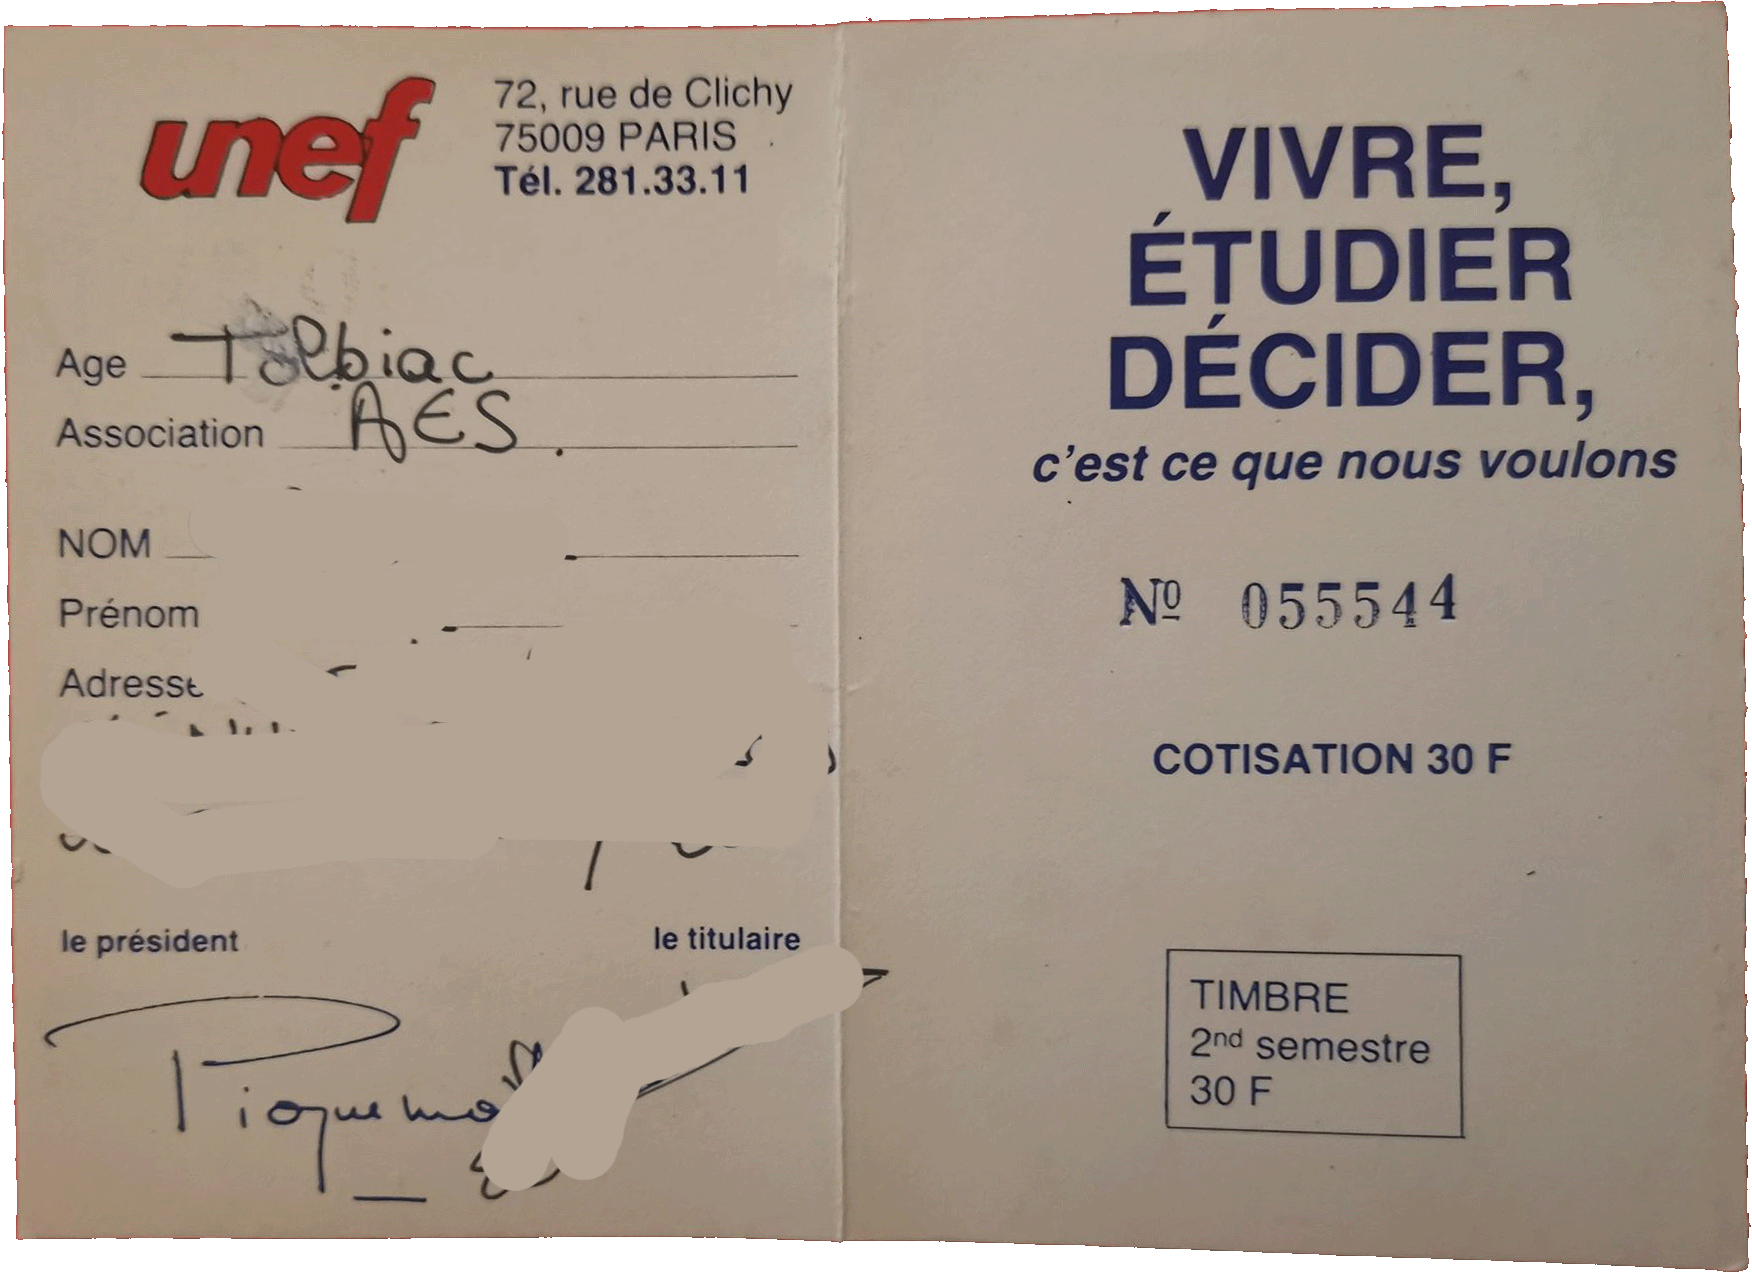 unef
72, rue de Clichy
75009 PARIS
Tél. 281.33.11
Age Tolbiac
Association AES.
NOM
Prénom
Adresse
le président
le titulaire
Piquemal
VIVRE,
ÉTUDIER
DÉCIDER,
c'est ce que nous voulons
Nº 055544
COTISATION 30 F
TIMBRE
2nd semestre
30 F